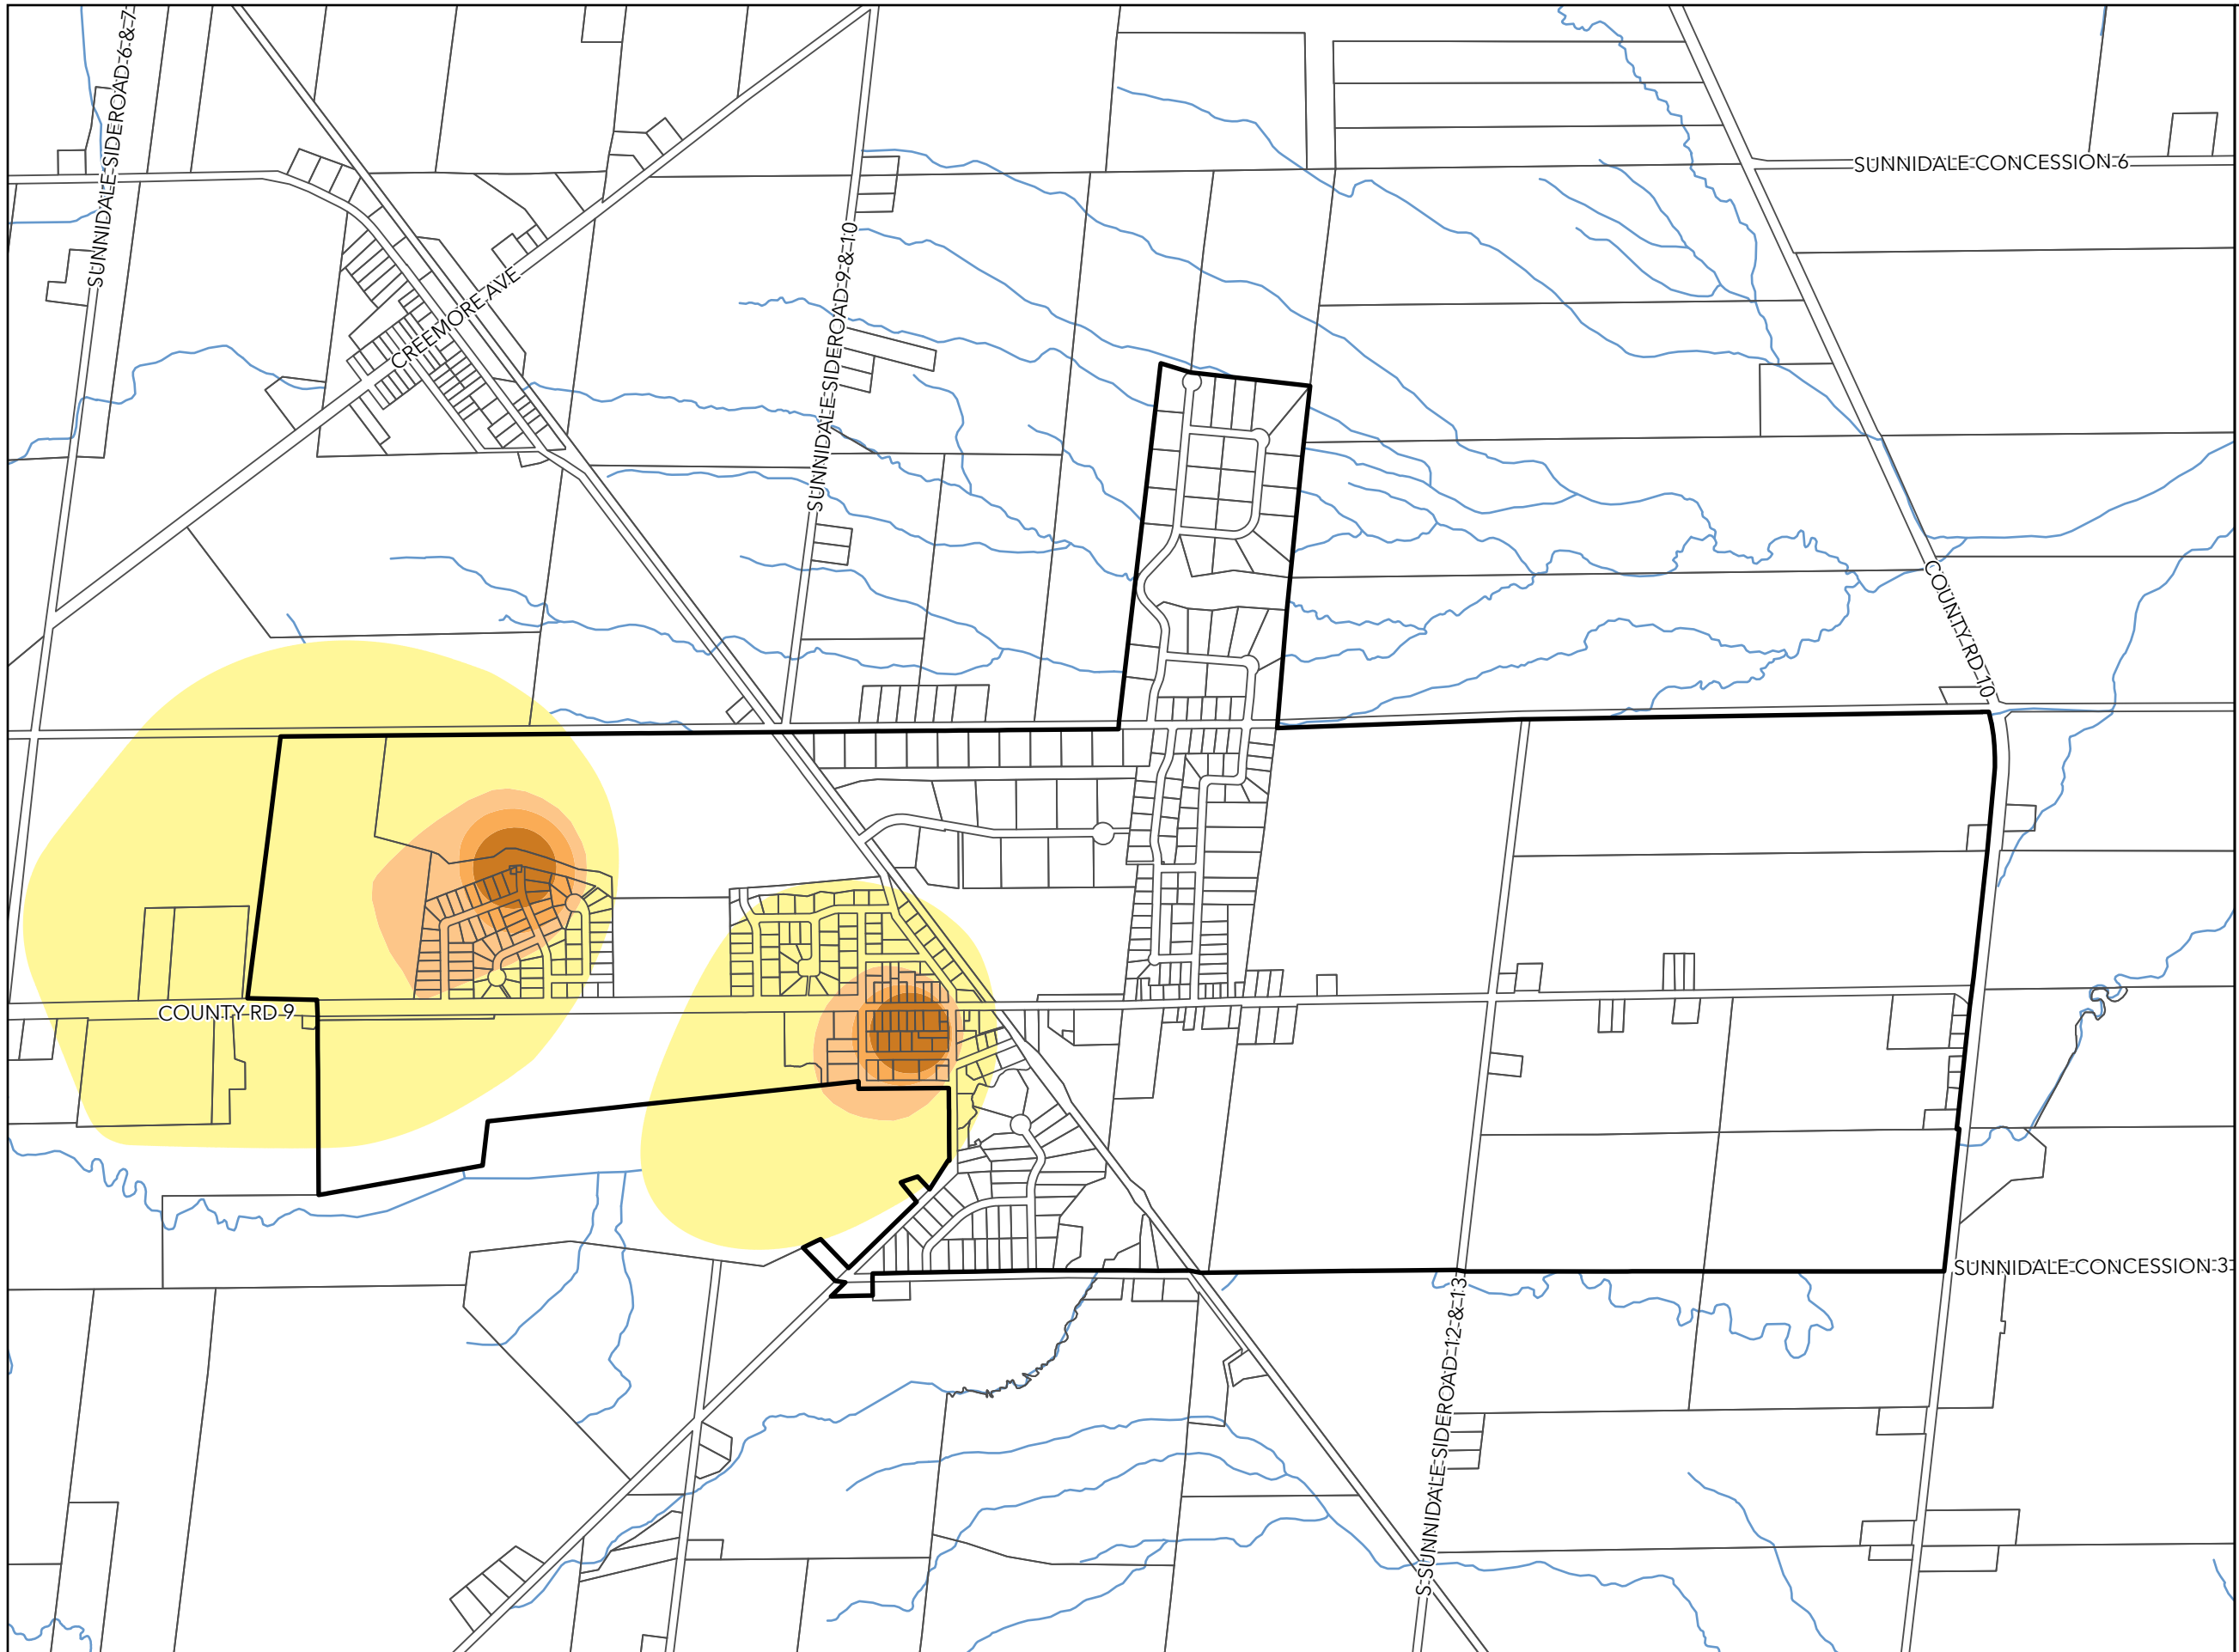 SUNNIDALE SIDEROAD 6 & 7
SUNNIDALE CONCESSION 6
CREEMORE AVE
SUNNIDALE SIDEROAD 9 & 10
COUNTY RD 10
COUNTY RD 9
SUNNIDALE CONCESSION 3
S SUNNIDALE SIDEROAD 12 & 13